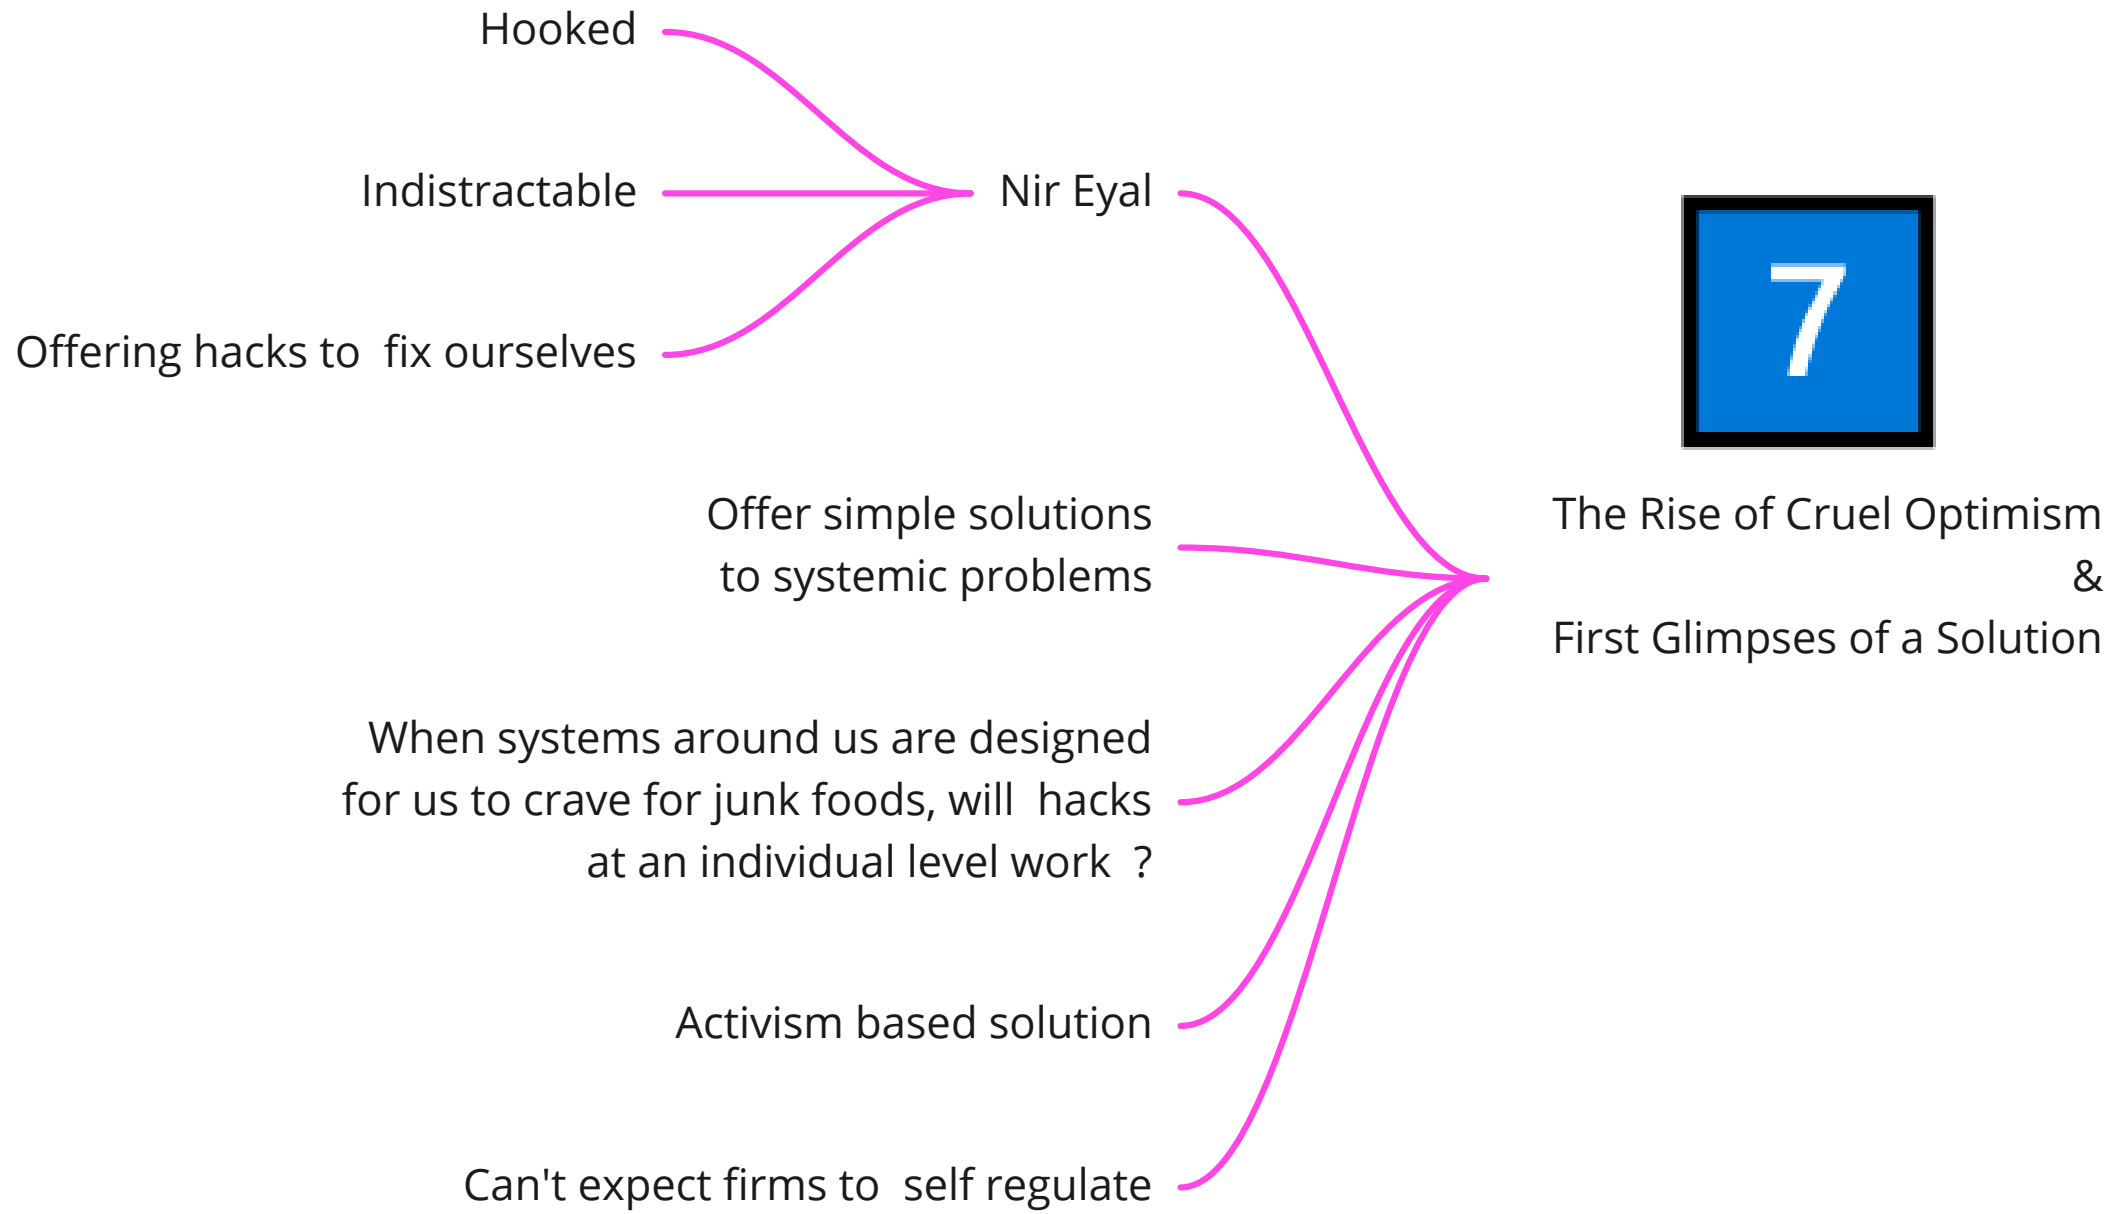 Hooked
Indistractable
Nir Eyal
Offering hacks to fix ourselves
7
The Rise of Cruel Optimism
&
First Glimpses of a Solution
Offer simple solutions
to systemic problems
When systems around us are designed
for us to crave for junk foods, will hacks
at an individual level work ?
Activism based solution
Can't expect firms to self regulate